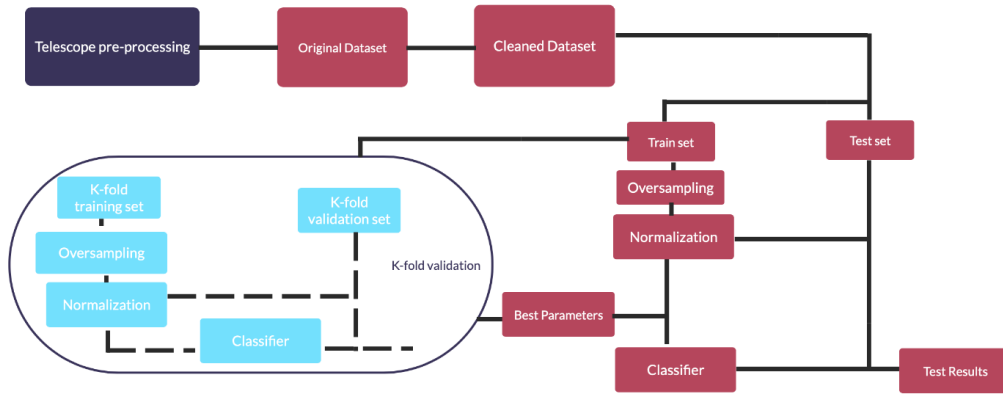 Telescope pre-processing
Original Dataset
Cleaned Dataset
Train set
Test set
Oversampling
Normalization
K-fold
training set
K-fold
validation set
Oversampling
K-fold validation
Normalization
Classifier
Best Parameters
Classifier
Test Results